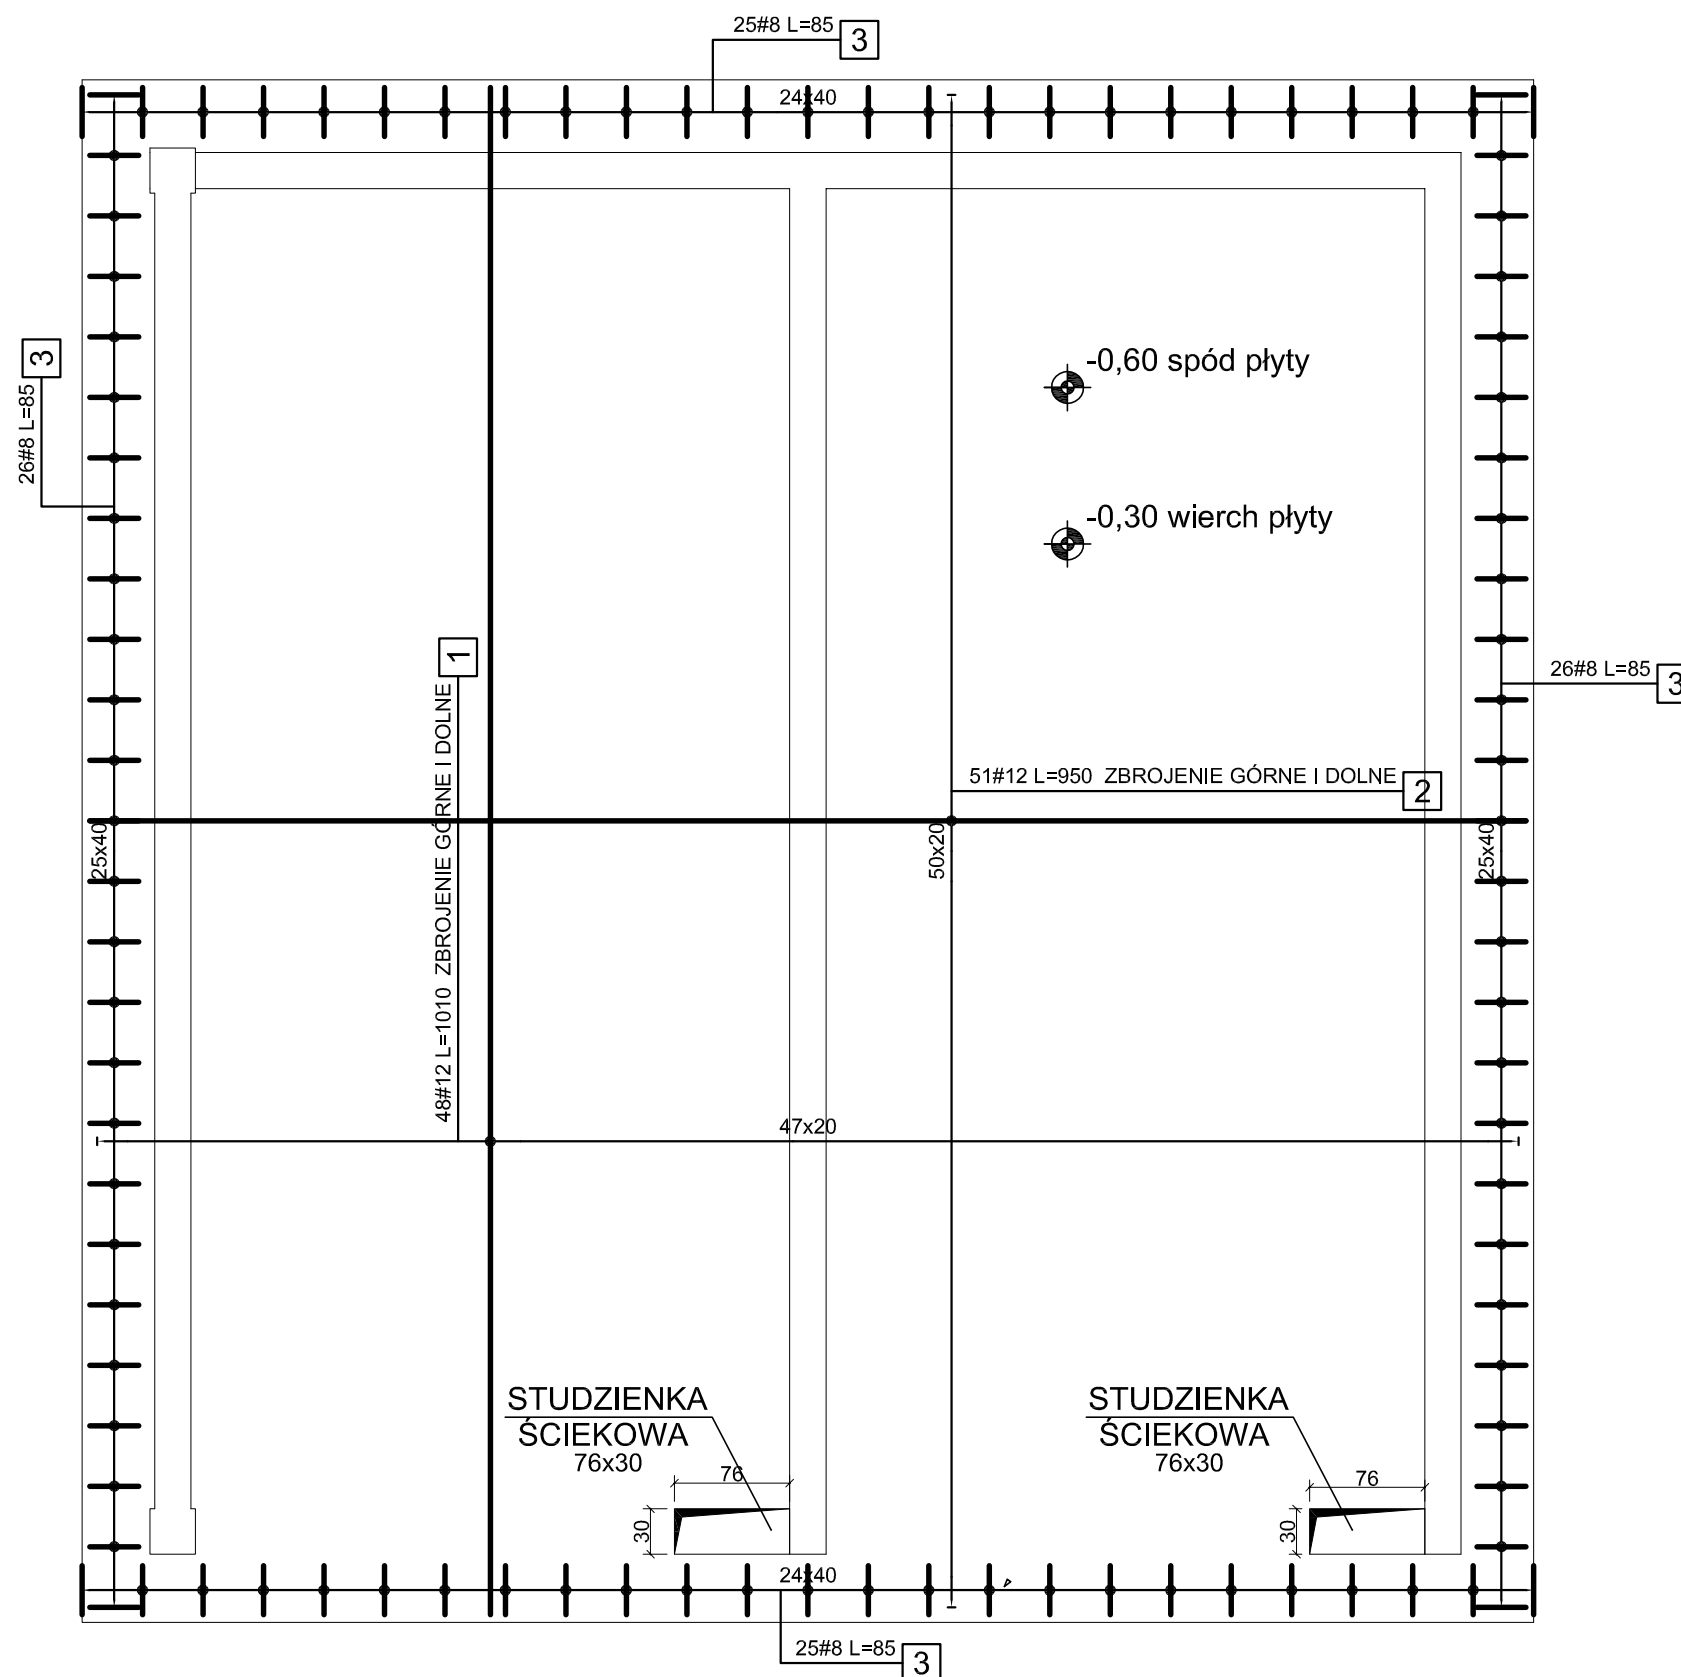 25#8 L=85 3
24x40
3
26#8 L=85
-0,60 spód płyty
-0,30 wierch płyty
1
48#12 L=1010 ZBROJENIE GÓRNE I DOLNE
26#8 L=85 3
51#12 L=950 ZBROJENIE GÓRNE I DOLNE 2
25x40
50x20
25x40
47x20
STUDZIENKA
ŚCIEKOWA
76x30
76
30
STUDZIENKA
ŚCIEKOWA
76x30
76
30
24x40
25#8 L=85 3